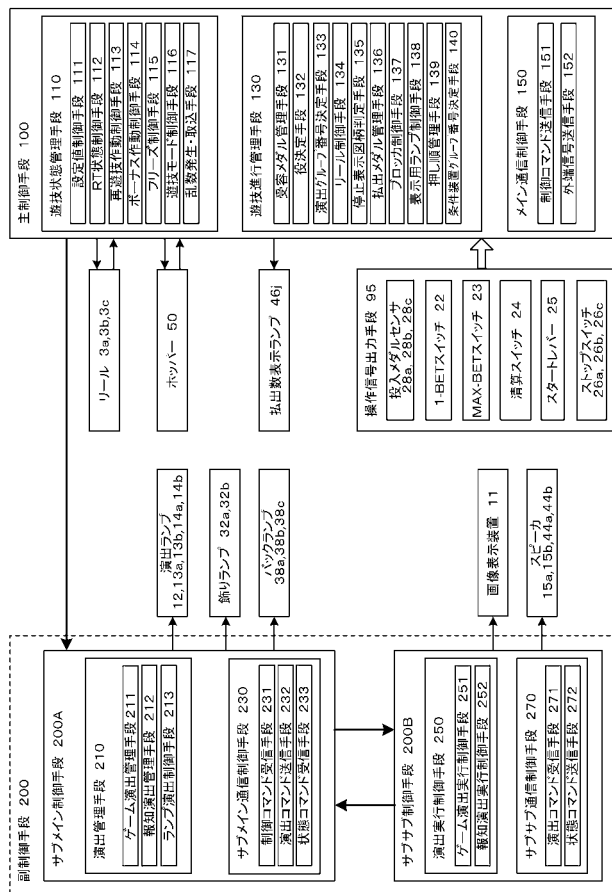 主制御手段 100
遊技状態管理手段 110
設定値制御手段 111
RT状態制御手段 112
再遊技作動制御手段 113
ボーナス作動制御手段 114
フリーズ制御手段 115
遊技モード制御手段 116
乱数発生・取込手段 117
遊技進行管理手段 130
受容メダル管理手段 131
役決定手段 132
演出グループ番号決定手段 133
リール制御手段 134
停止表示図柄判定手段 135
払出メダル管理手段 136
ブロッカ制御手段 137
表示用ランプ制御手段 138
押し順管理手段 139
条件装置グループ番号決定手段 140
メイン通信制御手段 150
制御コマンド送信手段 151
外端信号送信手段 152
リール 3a,3b,3c
ホッパー 50
払出数表示ランプ 46j
操作信号出力手段 95
投入メダルセンサ
28a, 28b, 28c
1-BETスイッチ 22
MAX-BETスイッチ 23
清算スイッチ 24
スタートレバー 25
ストップスイッチ
26a, 26b, 26c
演出ランプ
12,13a,13b,14a,14b
飾りランプ 32a,32b
バックランプ
38a,38b,38c
画像表示装置 11
スピーカ
15a,15b,44a,44b
副制御手段 200
サブメイン制御手段 200A
演出管理手段 210
ゲーム演出管理手段 211
報知演出管理手段 212
ランプ演出制御手段 213
サブメイン通信制御手段 230
制御コマンド受信手段 231
演出コマンド送信手段 232
状態コマンド受信手段 233
サブサブ制御手段 200B
演出実行制御手段 250
ゲーム演出実行制御手段 251
報知演出実行制御手段 252
サブサブ通信制御手段 270
演出コマンド受信手段 271
状態コマンド送信手段 272